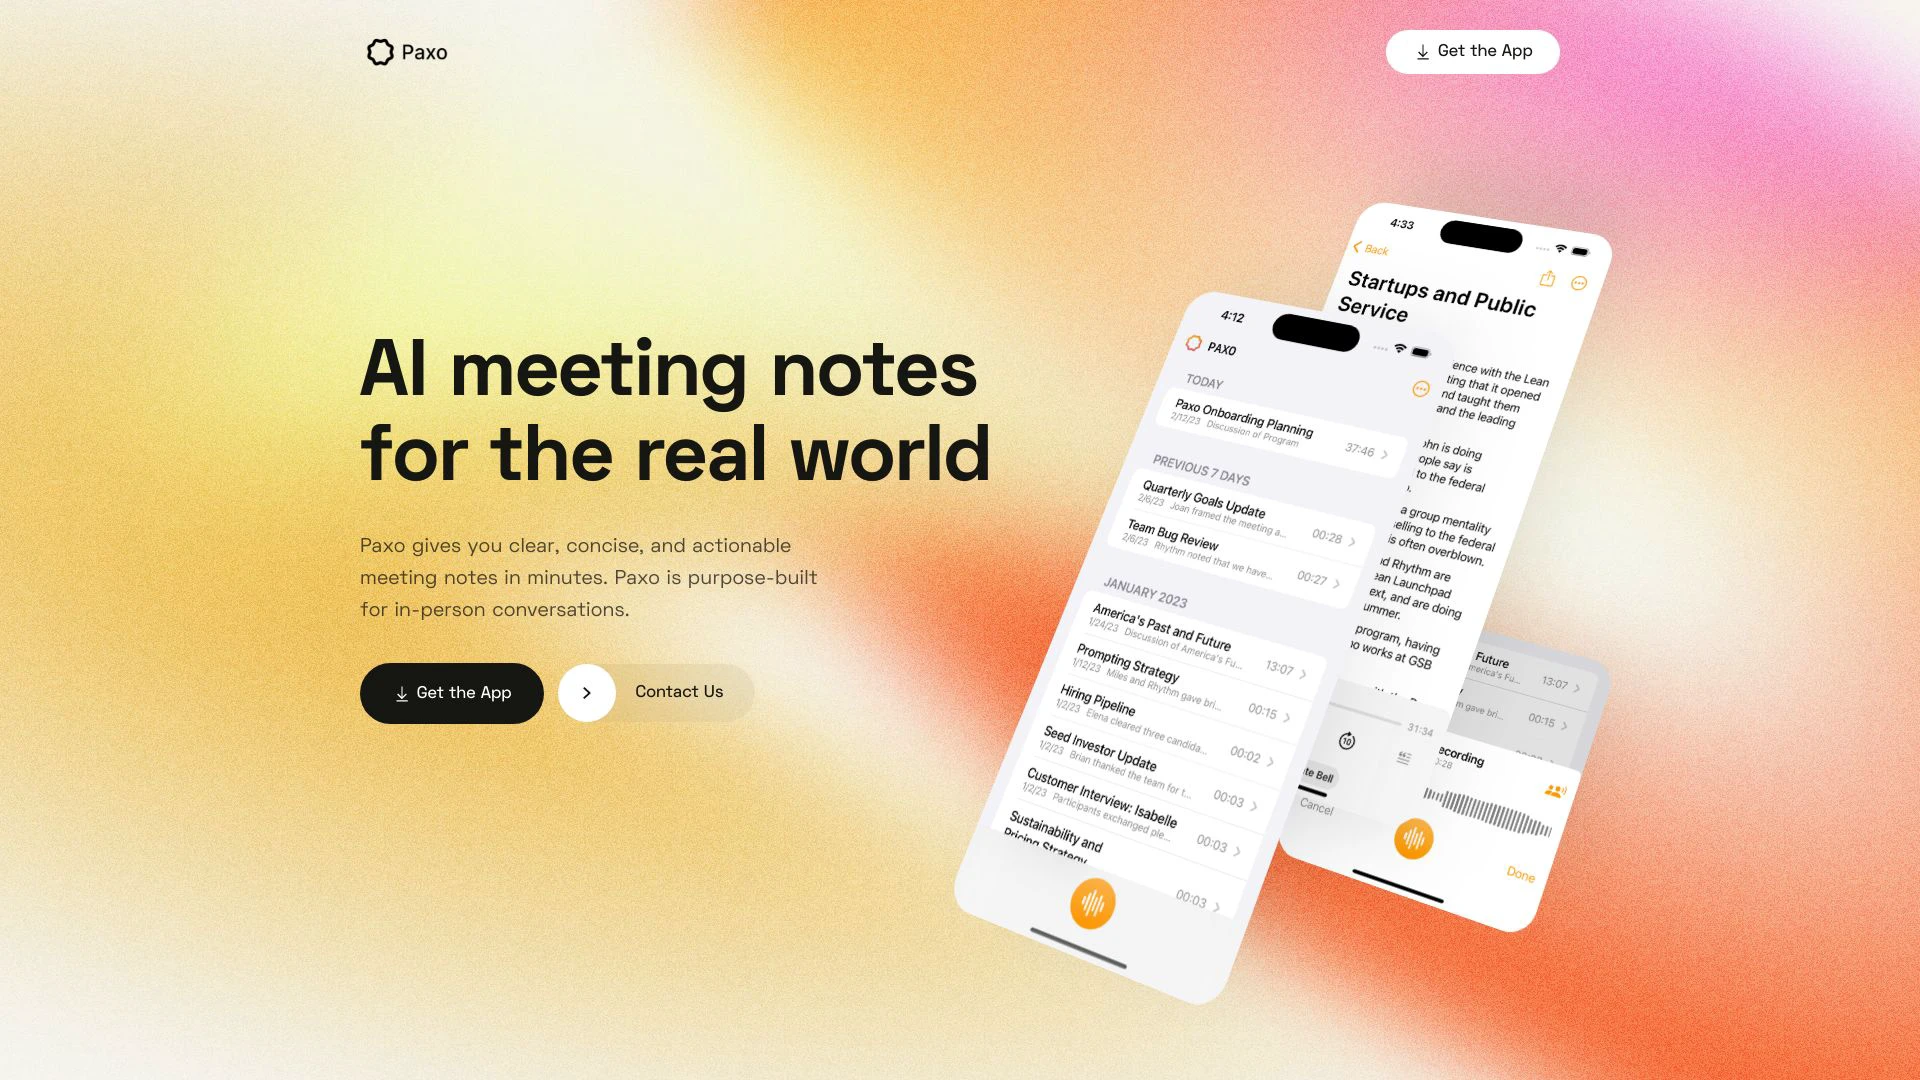 Paxo
Get the App
AI meeting notes
for the real world
Paxo gives you clear, concise, and actionable
meeting notes in minutes. Paxo is purpose-built
for in-person conversations.
Get the App
Contact Us
4:12
PAXO
TODAY
Paxo Onboarding Planning
2/12/23 Discussion of Program
37:46
PREVIOUS 7 DAYS
Quarterly Goals Update
2/6/23 Joan framed the meeting a...
00:28
Team Bug Review
2/6/23 Rhythm noted that we have...
00:27
JANUARY 2023
America's Past and Future
1/24/23 Discussion of America's Fu...
13:07
Prompting Strategy
1/12/23 Miles and Rhythm gave bri...
00:15
Hiring Pipeline
1/2/23 Elena cleared three candida...
00:02
Seed Investor Update
1/2/23 Brian thanked the team for t...
00:03
Customer Interview: Isabelle
1/2/23 Participants exchanged ple...
00:03
Sustainability and
Pricing Strategy
00:03
4:33
Back
Startups and Public
Service
ence with the Lean
ting that it opened
nd taught them
and the leading
ohn is doing
ople say is
to the federal
a group mentality
elling to the federal
is often overblown.
nd Rhythm are
ean Launchpad
ext, and are doing
ummer.
program, having
ho works at GSB
31:34
10
te Bell
Cancel
Future
merica's Fu...
13:07
m gave bri...
00:15
ecording
0:28
Done